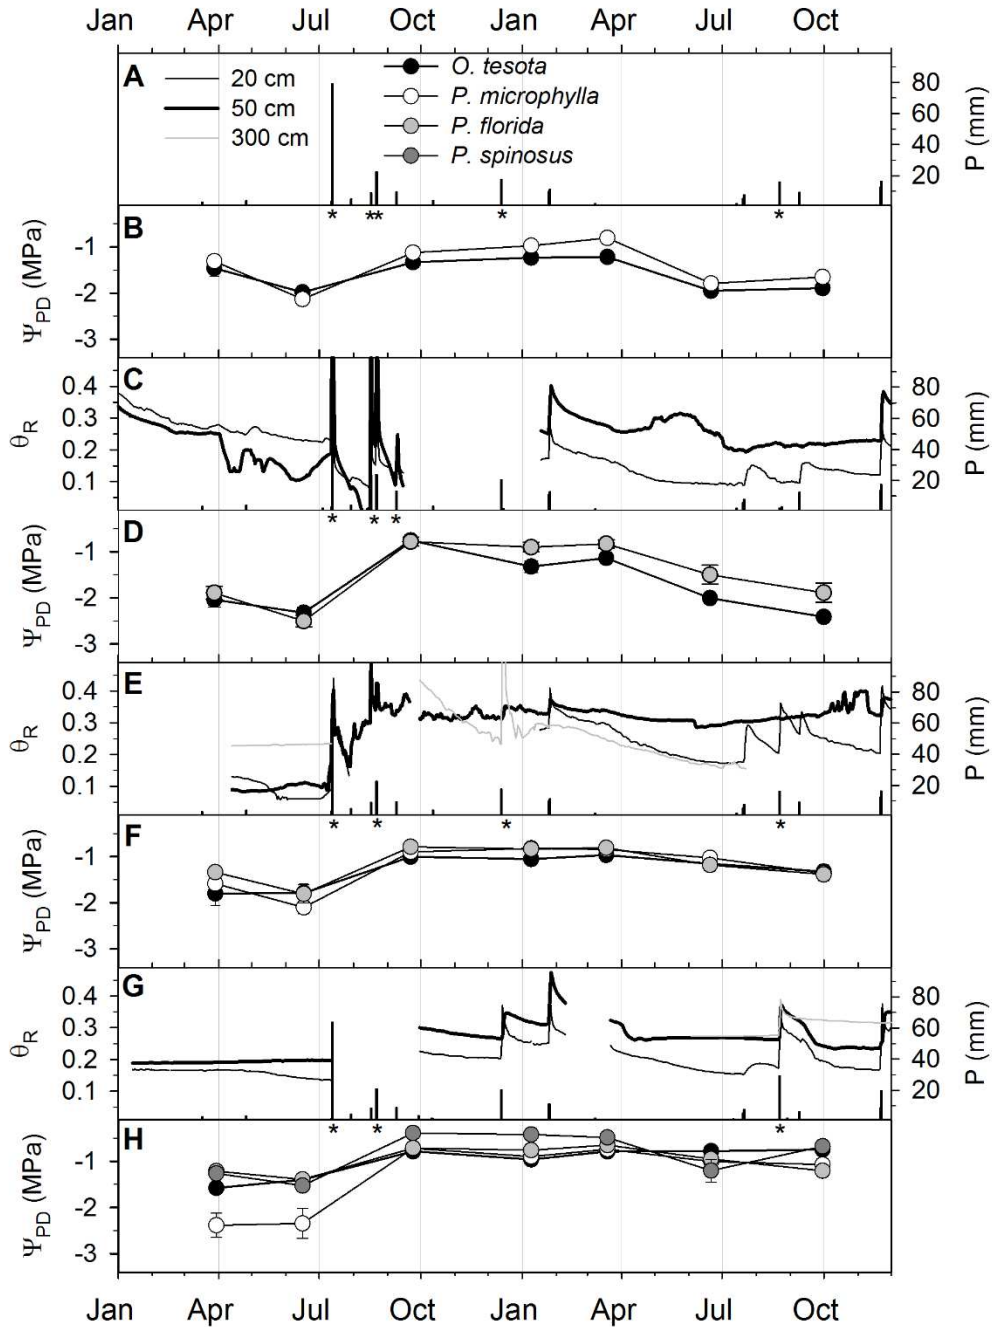 Jan Apr Jul Oct Jan Apr Jul Oct
A
20 cm
50 cm
300 cm
O. tesota
P. microphylla
P. florida
P. spinosus
80
60
40
20
P (mm)
* ** * *
B
-1
-2
-3
ΨPD (MPa)
C
0.4
0.3
0.2
0.1
θR
80
60
40
20
P (mm)
* * *
D
-1
-2
-3
ΨPD (MPa)
E
0.4
0.3
0.2
0.1
θR
80
60
40
20
P (mm)
* * * *
F
-1
-2
-3
ΨPD (MPa)
G
0.4
0.3
0.2
0.1
θR
80
60
40
20
P (mm)
* * *
H
-1
-2
-3
ΨPD (MPa)
Jan Apr Jul Oct Jan Apr Jul Oct